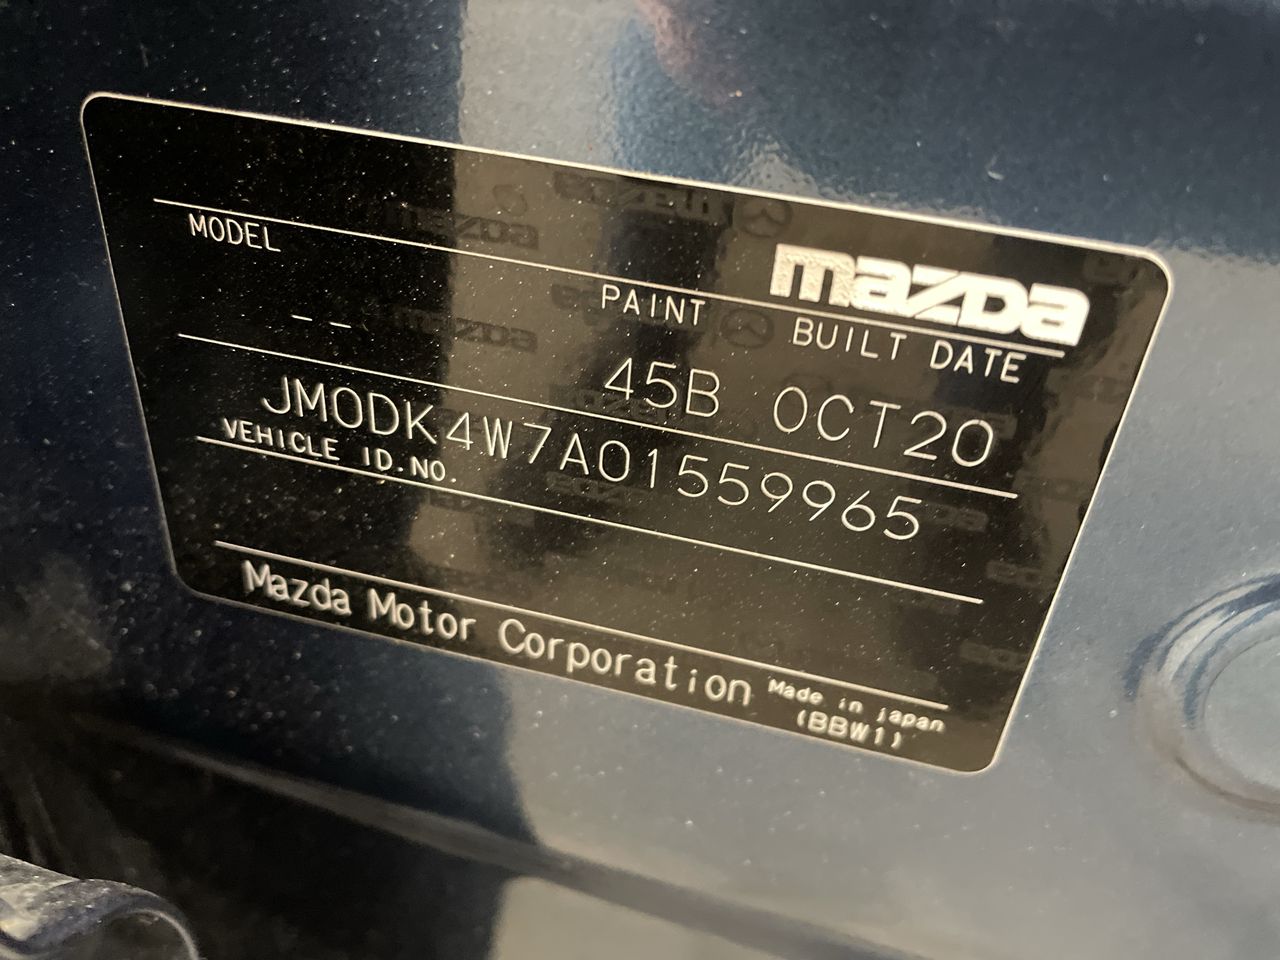 mazda
MODEL PAINT BUILT DATE
-- 45B OCT20
JM0DK4W7A01559965
VEHICLE ID.NO.
Mazda Motor Corporation Made in japan
(BBW1)